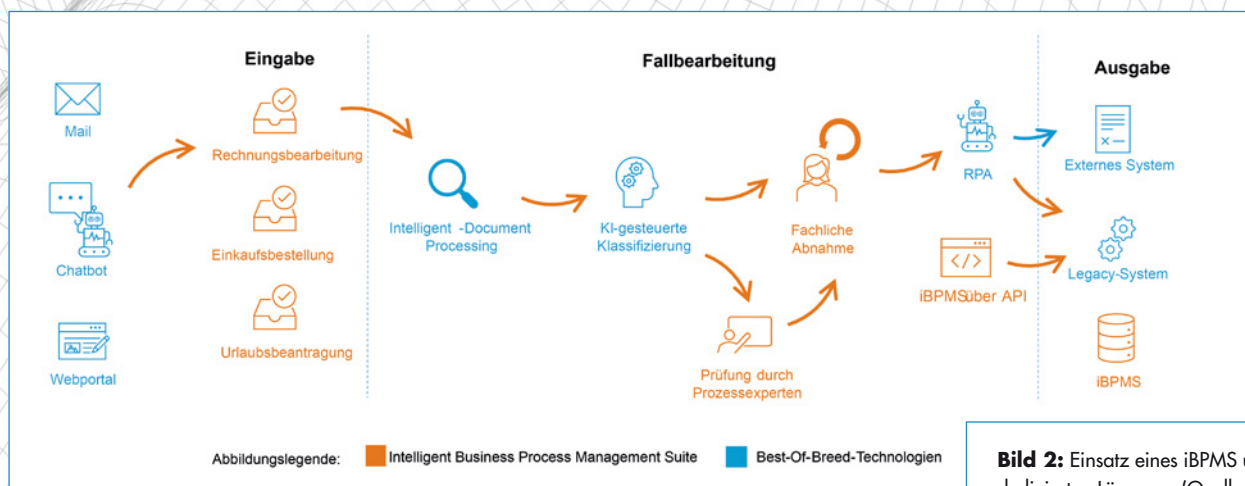 Eingabe
Fallbearbeitung
Ausgabe
Mail
Chatbot
Webportal
Rechnungsbearbeitung
Einkaufsbestellung
Urlaubsbeantragung
Intelligent -Document
Processing
KI-gesteuerte
Klassifizierung
Prüfung durch
Prozessexperten
Fachliche
Abnahme
RPA
iBPMSüber API
Externes System
Legacy-System
iBPMS
Abbildungslegende:
Intelligent Business Process Management Suite
Best-Of-Breed-Technologien
Bild 2: Einsatz eines iBPMS